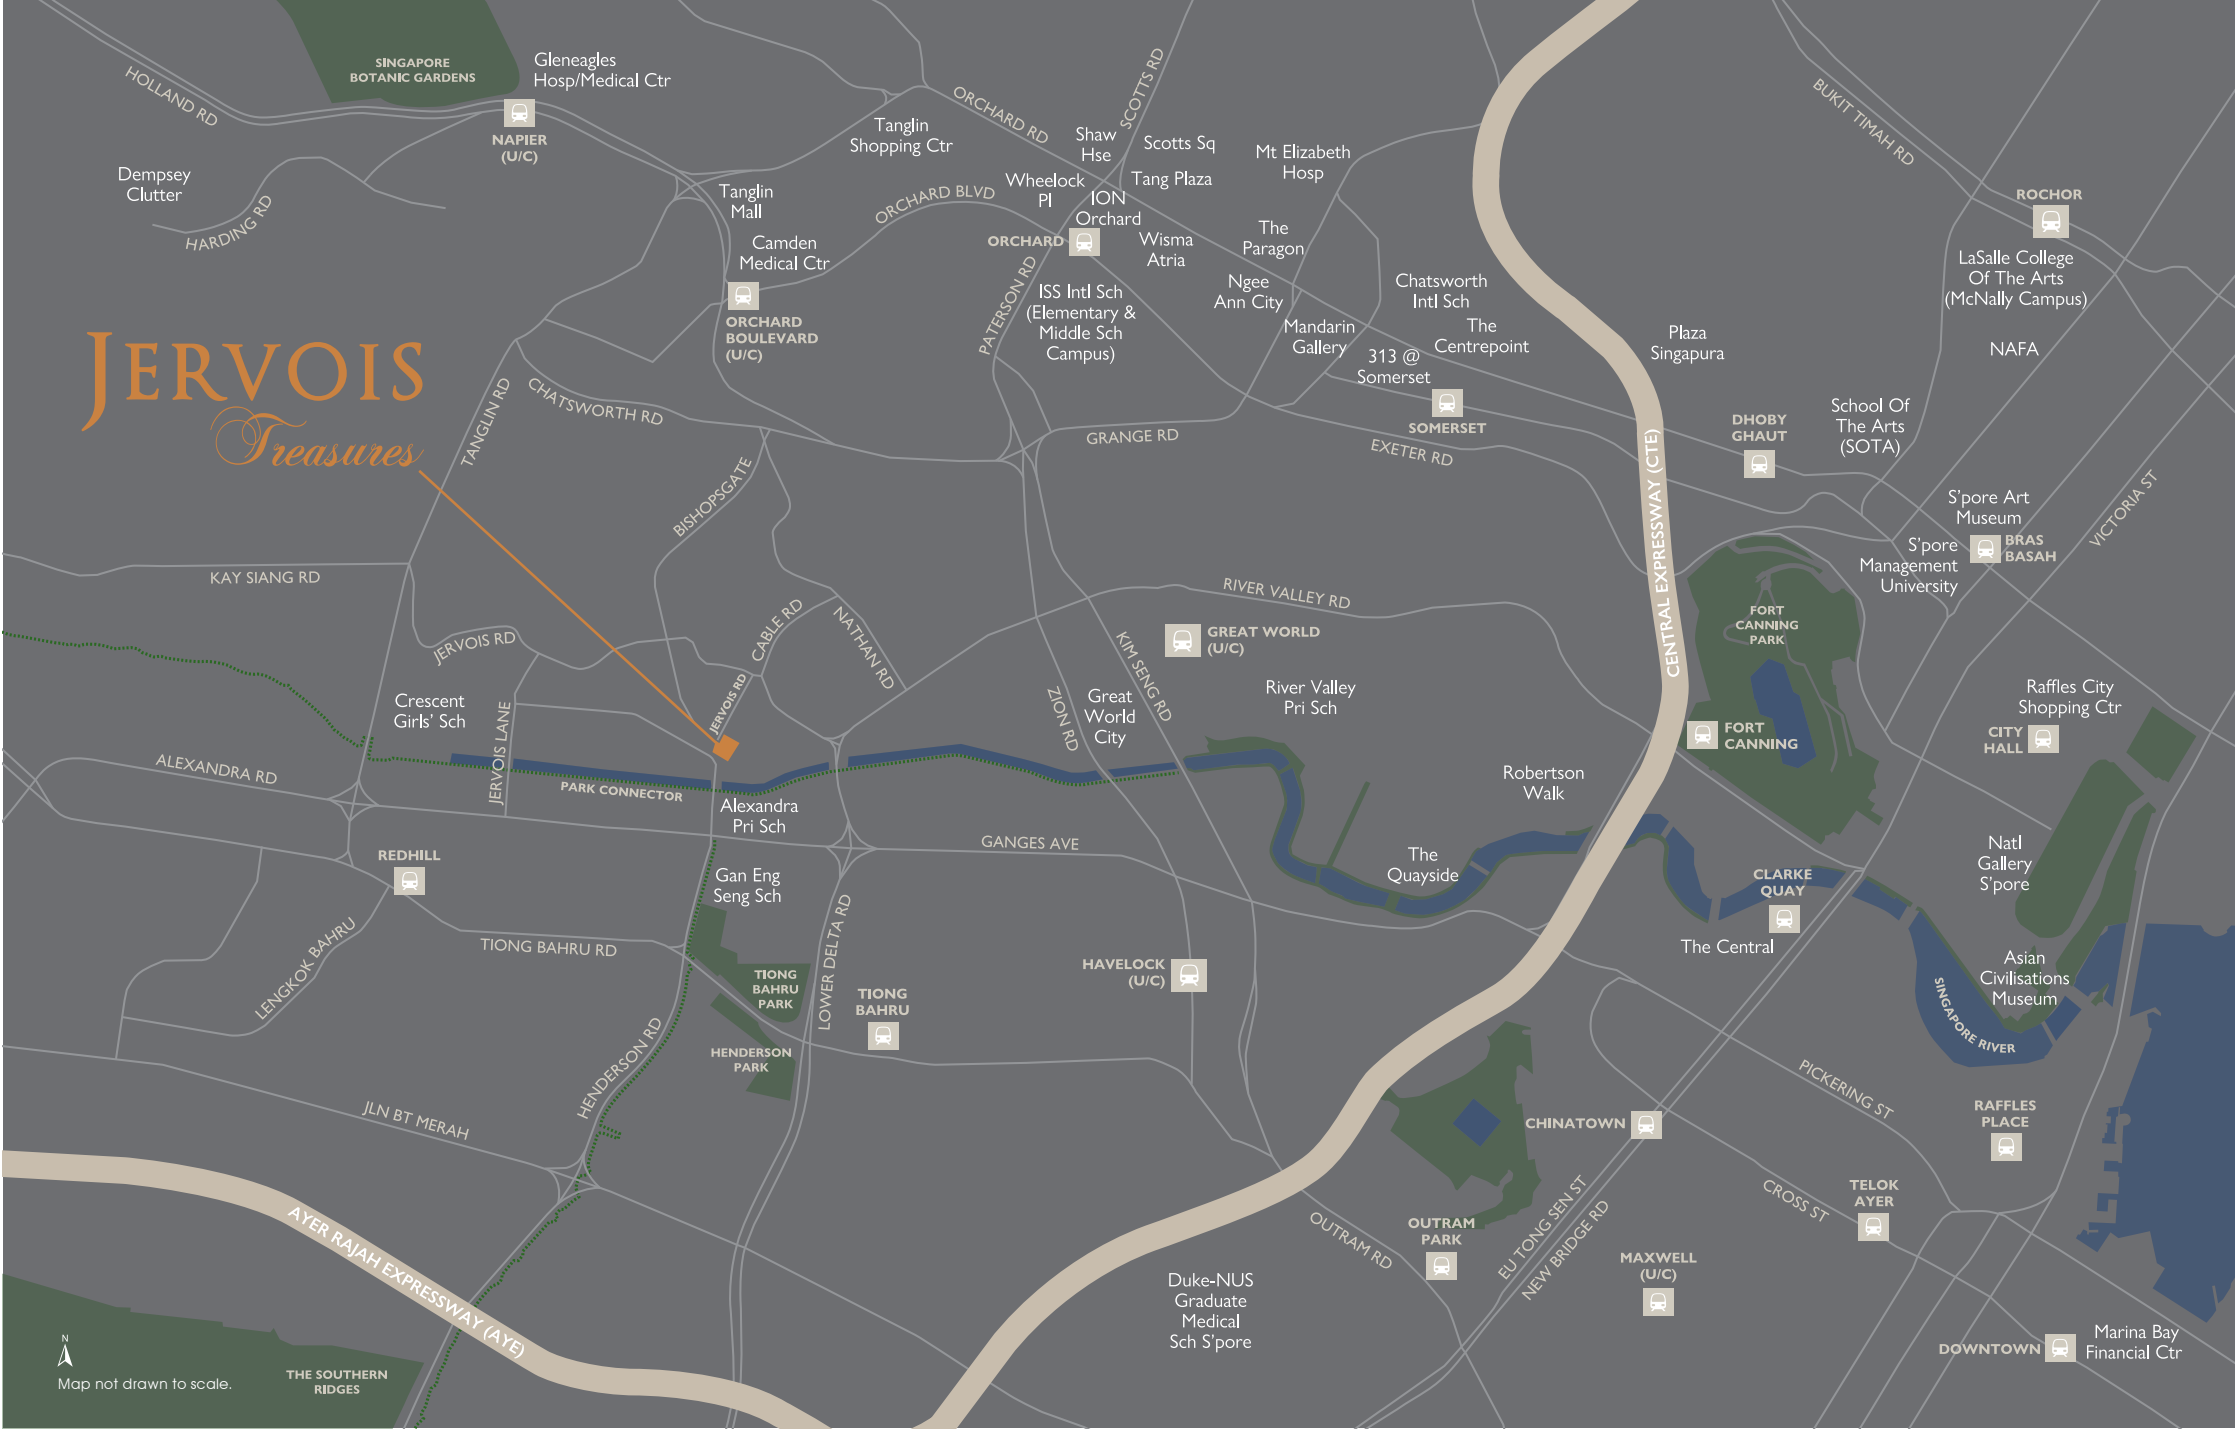 SINGAPORE
BOTANIC GARDENS
Gleneagles
Hosp/Medical Ctr
HOLLAND RD
NAPIER
(U/C)
Dempsey
Clutter
HARDING RD
Tanglin
Shopping Ctr
ORCHARD RD
SCOTTS RD
Shaw
Hse
Scotts Sq
Mt Elizabeth
Hosp
Tang Plaza
Wheelock
Pl
ION
Orchard
Tanglin
Mall
ORCHARD BLVD
Camden
Medical Ctr
ORCHARD
Wisma
Atria
The
Paragon
ORCHARD
BOULEVARD
(U/C)
PATERSON RD
ISS Intl Sch
(Elementary &
Middle Sch
Campus)
Ngee
Ann City
Mandarin
Gallery
Chatsworth
Intl Sch
The
Centrepoint
313 @
Somerset
SOMERSET
BUKIT TIMAH RD
ROCHOR
LaSalle College
Of The Arts
(McNally Campus)
NAFA
Plaza
Singapura
DHOBY
GHAUT
School Of
The Arts
(SOTA)
JERVOIS
Treasures
TANGLIN RD
CHATSWORTH RD
BISHOPSGATE
GRANGE RD
EXETER RD
CENTRAL EXPRESSWAY (CTE)
S'pore Art
Museum
BRAS
BASAH
S'pore
Management
University
VICTORIA ST
KAY SIANG RD
JERVOIS RD
CABLE RD
NATHAN RD
JERVOIS RD
RIVER VALLEY RD
KIM SENG RD
ZION RD
GREAT WORLD
(U/C)
Great
World
City
River Valley
Pri Sch
FORT
CANNING
PARK
FORT
CANNING
Raffles City
Shopping Ctr
CITY
HALL
Crescent
Girls' Sch
JERVOIS LANE
ALEXANDRA RD
PARK CONNECTOR
Alexandra
Pri Sch
GANGES AVE
Robertson
Walk
The
Quayside
CLARKE
QUAY
The Central
Natl
Gallery
S'pore
Asian
Civilisations
Museum
SINGAPORE RIVER
REDHILL
Gan Eng
Seng Sch
LENGKOK BAHRU
TIONG BAHRU RD
TIONG
BAHRU
PARK
LOWER DELTA RD
TIONG
BAHRU
HAVELOCK
(U/C)
HENDERSON
PARK
HENDERSON RD
JLN BT MERAH
PICKERING ST
RAFFLES
PLACE
CHINATOWN
CROSS ST
TELOK
AYER
EU TONG SEN ST
NEW BRIDGE RD
OUTRAM
PARK
OUTRAM RD
MAXWELL
(U/C)
AYER RAJAH EXPRESSWAY (AYE)
Duke-NUS
Graduate
Medical
Sch S'pore
DOWNTOWN
Marina Bay
Financial Ctr
N
Map not drawn to scale.
THE SOUTHERN
RIDGES